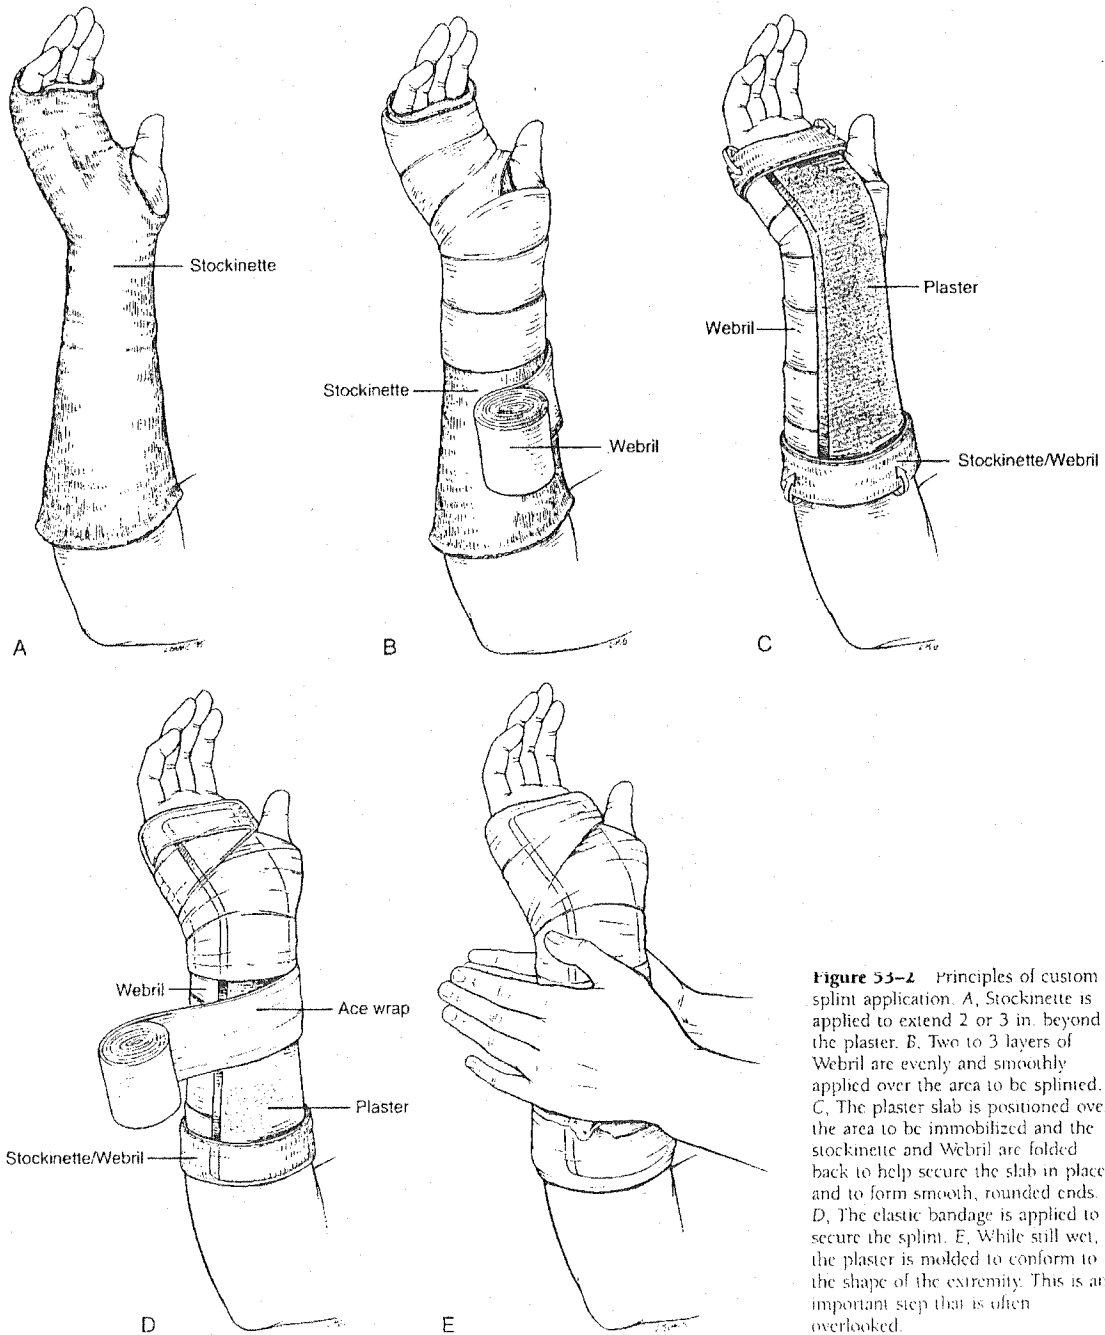 Stockinette
A
Stockinette
Webril
B
Webril
Plaster
Stockinette/Webril
C
Webril
Ace wrap
Plaster
Stockinette/Webril
D
E
Figure 53–2 Principles of custom
splint application. A, Stockinette is
applied to extend 2 or 3 in. beyond
the plaster. B, Two to 3 layers of
Webril are evenly and smoothly
applied over the area to be splinted.
C, The plaster slab is positioned ove
the area to be immobilized and the
stockinette and Webril are folded
back to help secure the slab in place
and to form smooth, rounded ends.
D, The elastic bandage is applied to
secure the splint. E, While still wet,
the plaster is molded to conform to
the shape of the extremity. This is an
important step that is often
overlooked.